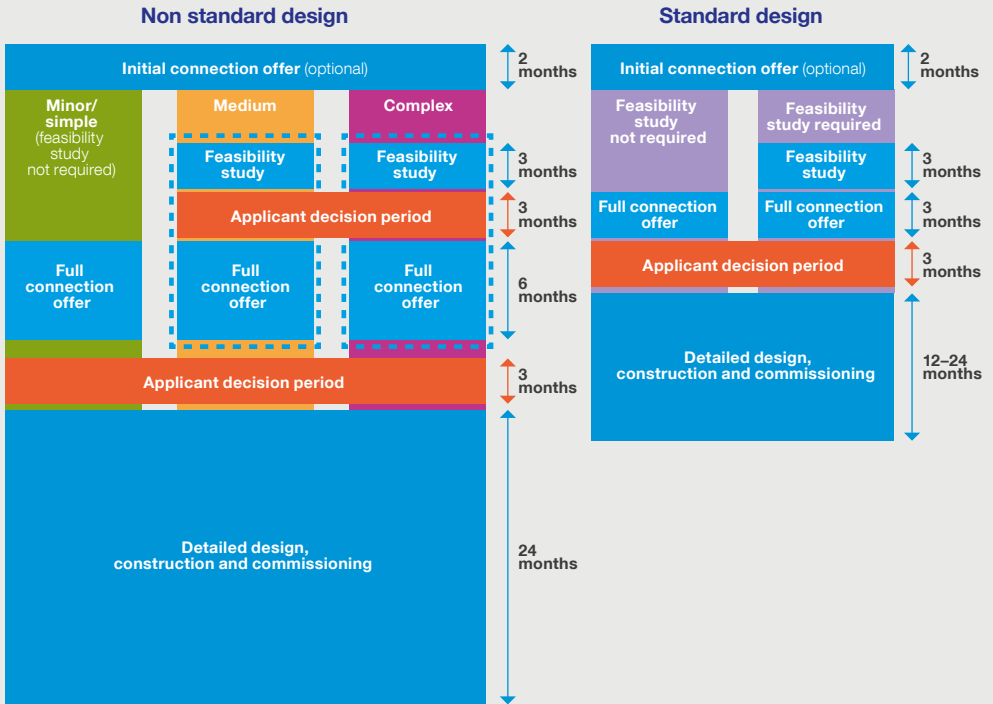 Non standard design
Initial connection offer (optional)
2
months
Minor/
simple
(feasibility
study
not required)
Medium
Complex
Feasibility
study
Feasibility
study
3
months
Applicant decision period
3
months
Full
connection
offer
Full
connection
offer
Full
connection
offer
6
months
Applicant decision period
3
months
Detailed design,
construction and commissioning
24
months
Standard design
Initial connection offer (optional)
2
months
Feasibility
study
not required
Feasibility
study required
Feasibility
study
3
months
Full connection
offer
Full connection
offer
3
months
Applicant decision period
3
months
Detailed design,
construction and commissioning
12–24
months